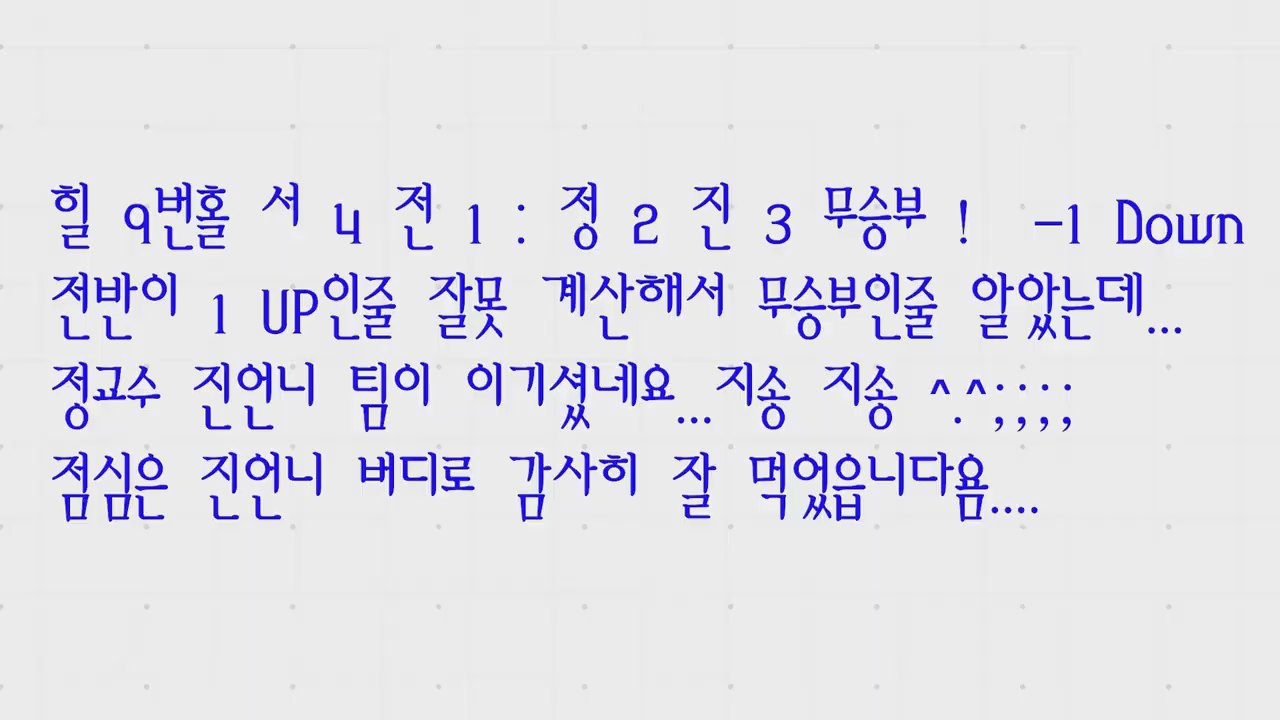 힐 9번홀 서 4 전 1 : 정 2 진 3 무승부 ! -1 Down
전반이 1 UP인줄 잘못 계산해서 무승부인줄 알았는데...
정교수 진언니 팀이 이기셨네요...지송 지송 ^.^;;;;
점심은 진언니 버디로 감사히 잘 먹었읍니다욤....